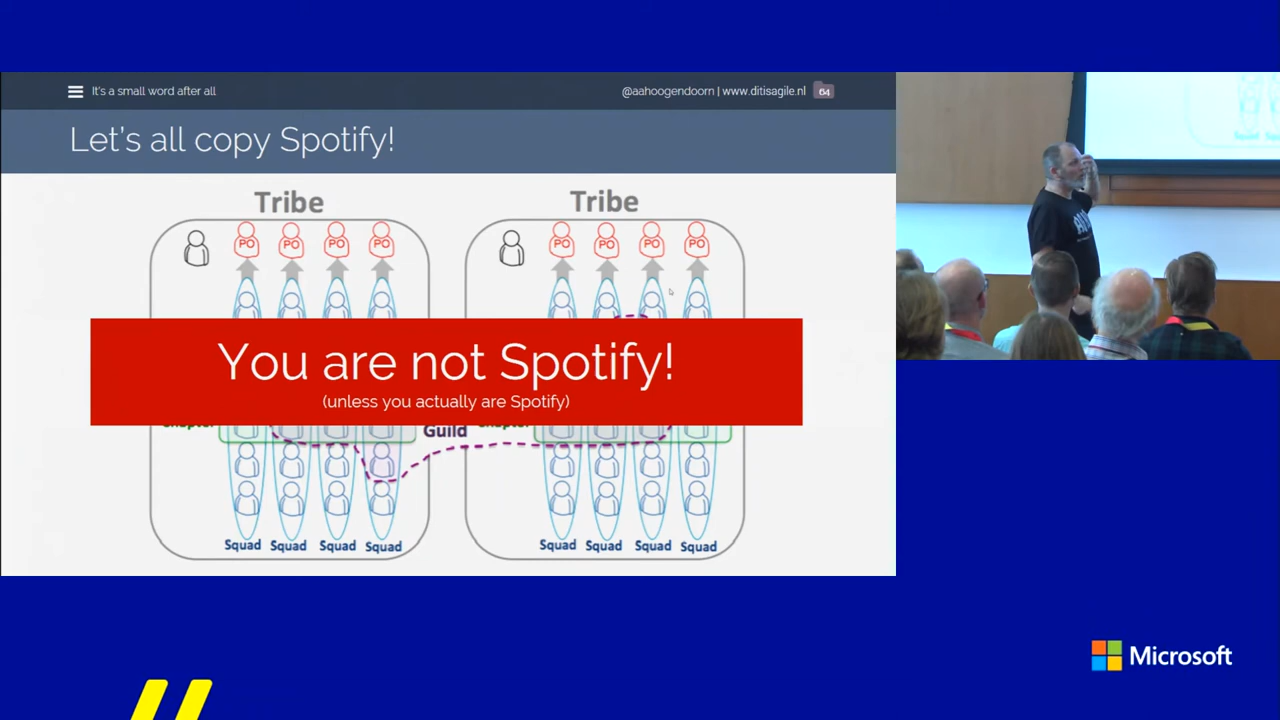 It's a small word after all
@aahoogendoorn | www.ditisagile.nl 64
Let's all copy Spotify!
Tribe Tribe
PO PO PO PO PO PO PO PO
You are not Spotify!
(unless you actually are Spotify)
Guild
Squad Squad Squad Squad Squad Squad Squad Squad
Microsoft